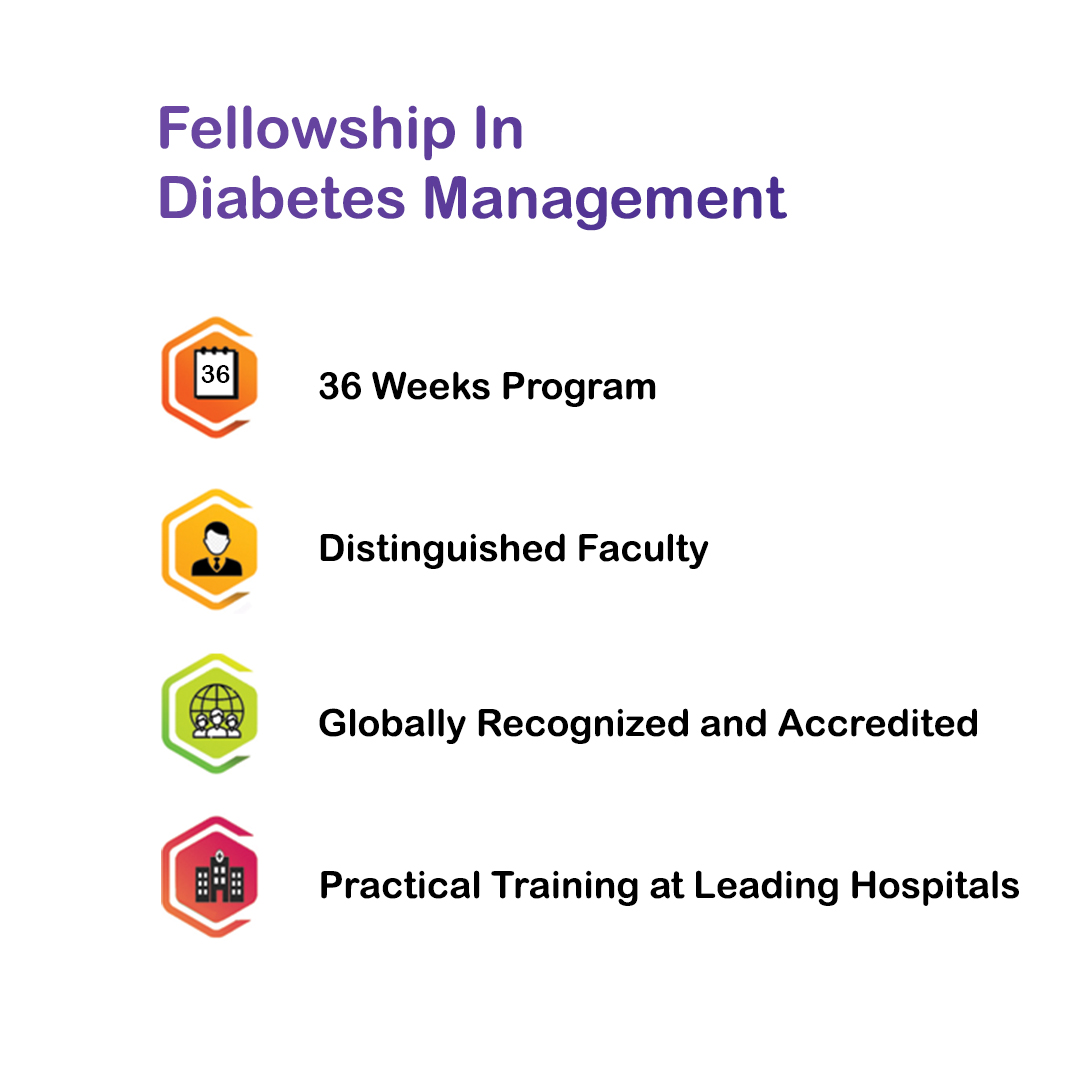 Fellowship In
Diabetes Management
36
36 Weeks Program
Distinguished Faculty
Globally Recognized and Accredited
Practical Training at Leading Hospitals